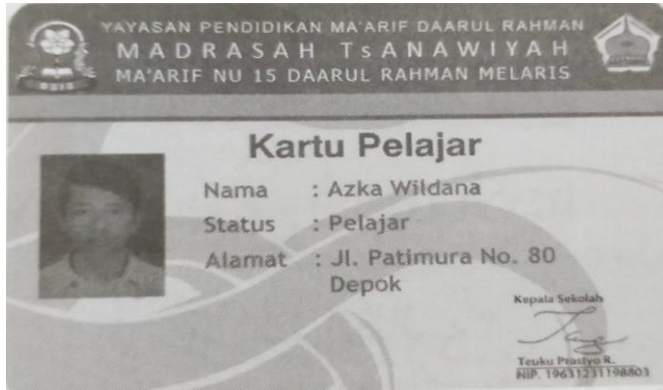 YAYASAN PENDIDIKAN MA'ARIF DAARUL RAHMAN
MADRASAH TsANAWIYAH
MA'ARIF NU 15 DAARUL RAHMAN MELARIS
Kartu Pelajar
Nama : Azka Wildana
Status : Pelajar
Alamat : Jl. Patimura No. 80
Depok
Kepala Sekolah
Teuku Prastyo R.
NIP. 19631231198803